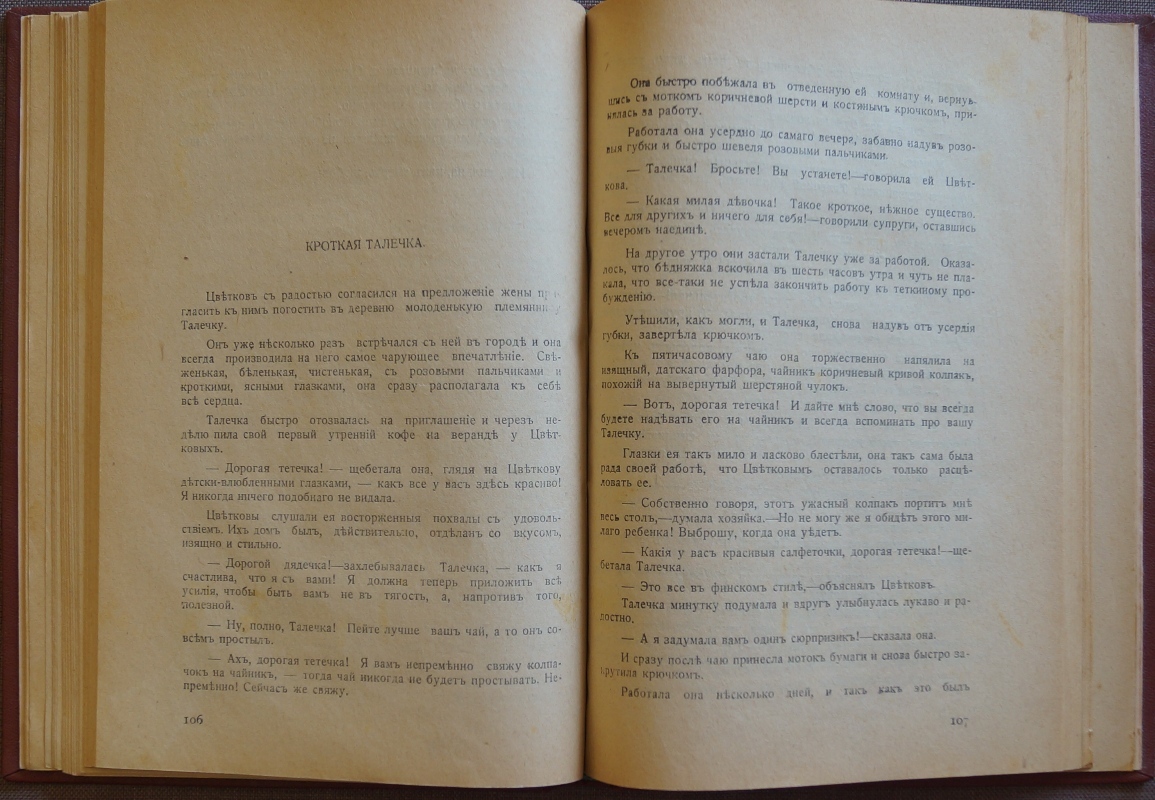 КРОТКАЯ ТАЛЕЧКА.
Цвѣтковъ съ радостью согласился на предложеніе жены
гласить къ нимъ погостить въ деревню молоденькую
Талечку.
Онъ уже нѣсколько разъ встрѣчался съ ней въ городѣ и она
всегда производила на него самое чарующее впечатлѣніе. Свѣ-
женькая, бѣленькая, чистенькая, съ розовыми пальчиками и
кроткими, ясными глазками, она сразу располагала къ себѣ
всѣ сердца.
Талечка быстро отозвалась на приглашеніе и через не-
дѣлю пила свой первый утренній кофе на верандѣ у Цвѣт-
ковыхъ.
— Дорогая тетечка! — щебетала она, глядя на Цвѣткову
дѣтски-влюбленными глазками, — какъ все у васъ здѣсь красиво!
Я никогда ничего подобнаго не видала.
Цвѣтковы слушали ея восторженныя похвалы съ удоволь-
ствіемъ. Ихъ домъ былъ, дѣйствительно, отдѣланъ со вкусомъ,
изящно и стильно.
— Дорогой дядечка!—захлебывалась Талечка, — какъ я
счастлива, что я съ вами! Я должна теперь приложить всѣ
усилія, чтобы быть вамъ не въ тягость, а, напротивъ того,
полезной.
— Ну, полно, Талечка! Пейте лучше вашъ чай, а то онъ со-
всѣмъ простылъ.
— Ахъ, дорогая тетечка! Я вамъ непремѣнно свяжу колпа-
чокъ на чайникъ, — тогда чай никогда не будетъ простывать. Не-
премѣнно! Сейчасъ же свяжу.
106
Она быстро побѣжала въ отведенную ей комнату и, вернув-
шись съ моткомъ коричневой шерсти и костянымъ крючкомъ, при-
нялась за работу.
Работала она усердно до самаго вечера, забавно надувъ розо-
выя губки и быстро шевеля розовыми пальчиками.
— Талечка! Бросьте! Вы устанете!—говорила ей Цвѣт-
кова.
— Какая милая дѣвочка! Такое кроткое, нѣжное существо.
Все для другихъ и ничего для себя!—говорили супруги, оставшись
вечеромъ наединѣ.
На другое утро они застали Талечку уже за работой. Оказа-
лось, что бѣдняжка вскочила въ шесть часовъ утра и чуть не пла-
кала, что все-таки не успѣла закончить работу къ теткиному про-
бужденію.
Утѣшили, какъ могли, и Талечка, снова надувъ отъ усердія
губки, завертѣла крючкомъ.
Къ пятичасовому чаю она торжественно напялила на
изящный, датскаго фарфора, чайникъ коричневый кривой колпакъ,
похожій на вывернутый шерстяной чулокъ.
— Вотъ, дорогая тетечка! И дайте мнѣ слово, что вы всегда
будете надѣвать его на чайникъ и всегда вспоминать про вашу
Талечку.
Глазки ея такъ мило и ласково блестѣли, она такъ сама была
рада своей работѣ, что Цвѣтковымъ оставалось только расцѣ-
ловать ее.
— Собственно говоря, этотъ ужасный колпакъ портитъ мнѣ
весь столъ,—думала хозяйка.—Но не могу же я обидѣть этого ми-
лаго ребенка! Выброшу, когда она уѣдетъ.
— Какія у васъ красивыя салфеточки, дорогая тетечка!—ще-
бетала Талечка.
— Это все въ финскомъ стилѣ,—объяснялъ Цвѣтковъ.
Талечка минутку подумала и вдругъ улыбнулась лукаво и ра-
достно.
— А я задумала вамъ одинъ сюрпризикъ!—сказала она.
И сразу послѣ чаю принесла мотокъ бумаги и снова быстро за-
крутила крючкомъ.
Работала она нѣсколько дней, и такъ какъ это былъ
107